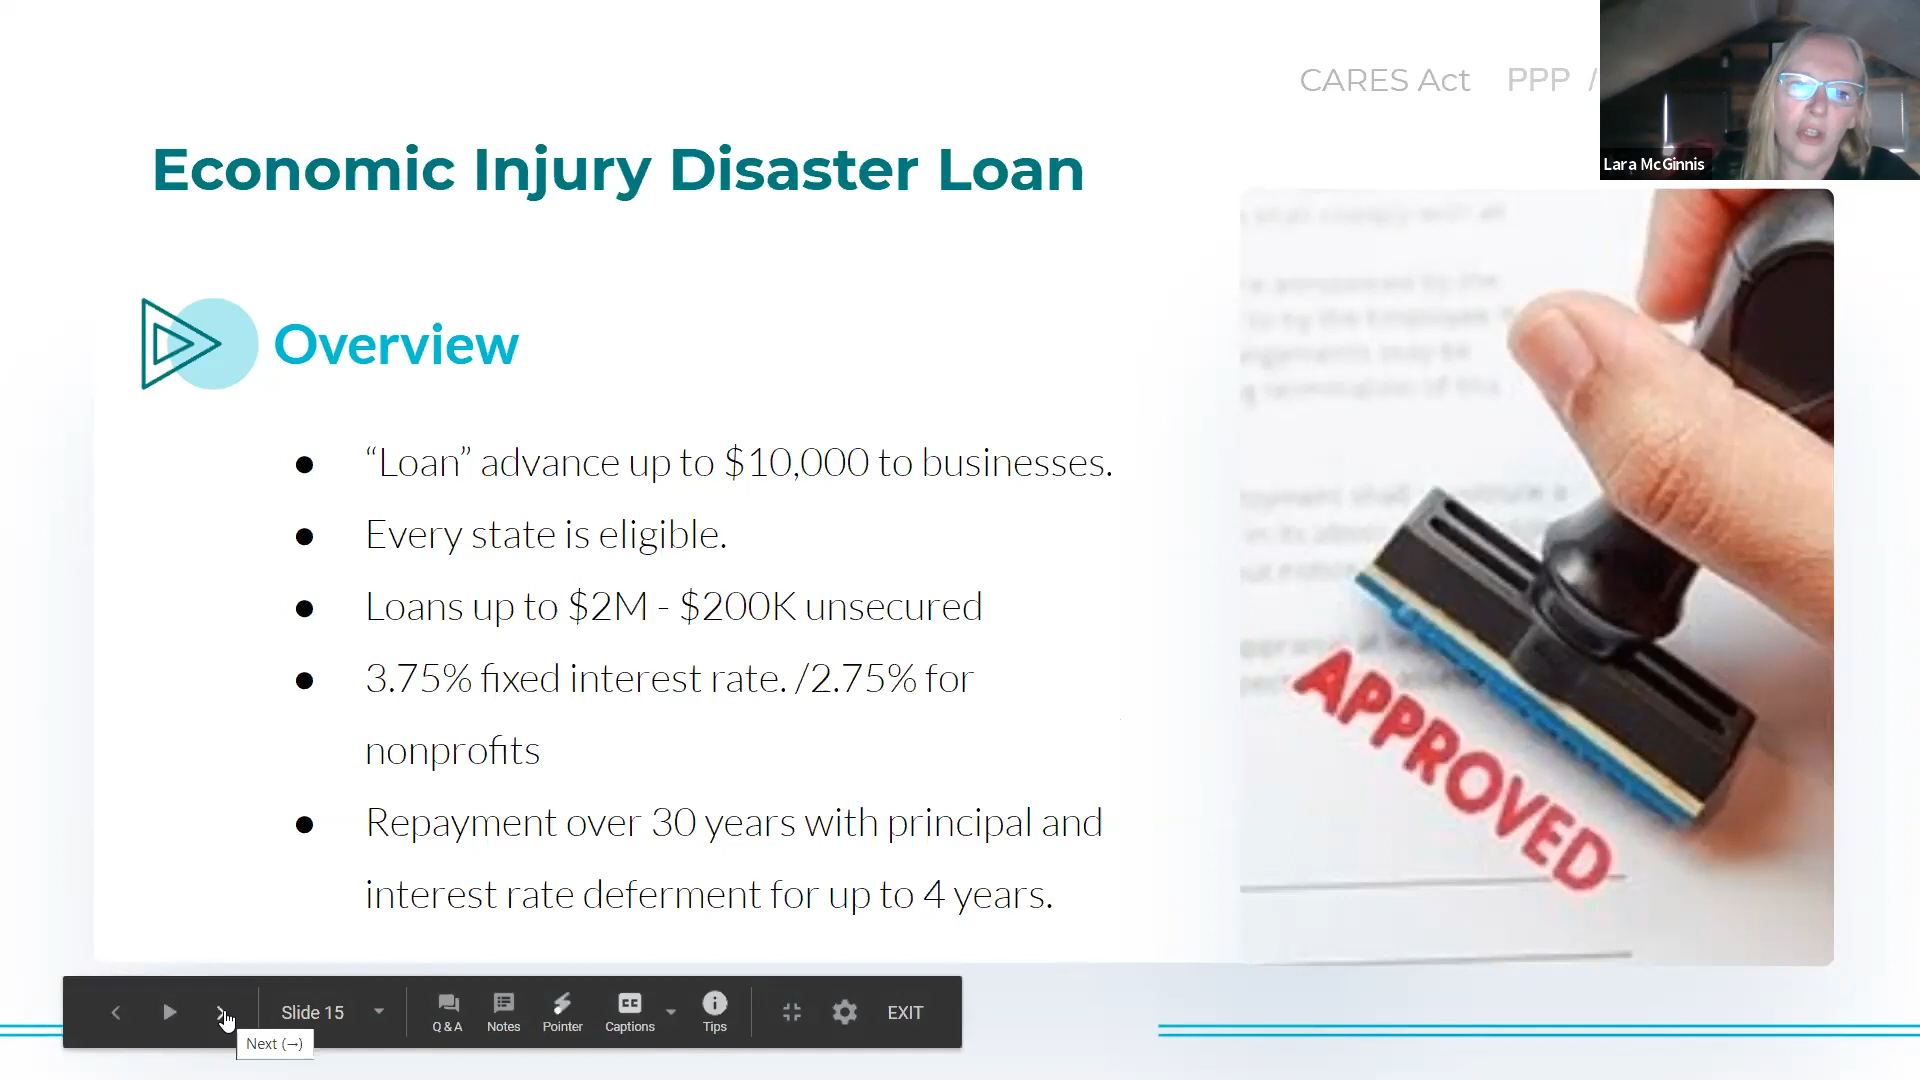 CARES Act PPP /
Lara McGinnis
Economic Injury Disaster Loan
Overview
● “Loan” advance up to $10,000 to businesses.
● Every state is eligible.
● Loans up to $2M - $200K unsecured
● 3.75% fixed interest rate. /2.75% for
nonprofits
● Repayment over 30 years with principal and
interest rate deferment for up to 4 years.
APPROVED
Slide 15
Q & A
Notes
Pointer
CC
Captions
Tips
EXIT
Next (→)